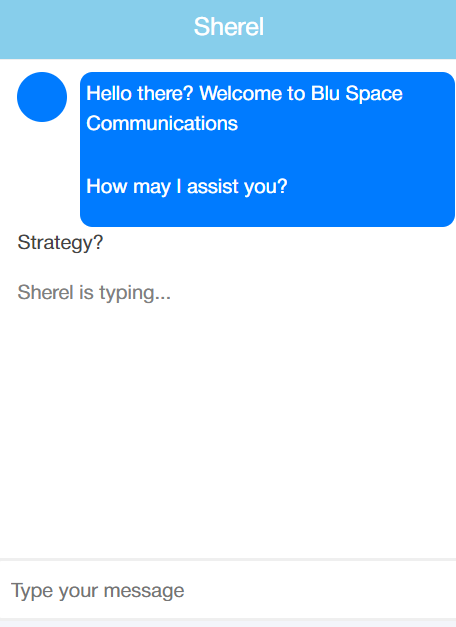 Sherel
Hello there? Welcome to Blu Space
Communications
How may I assist you?
Strategy?
Sherel is typing...
Type your message